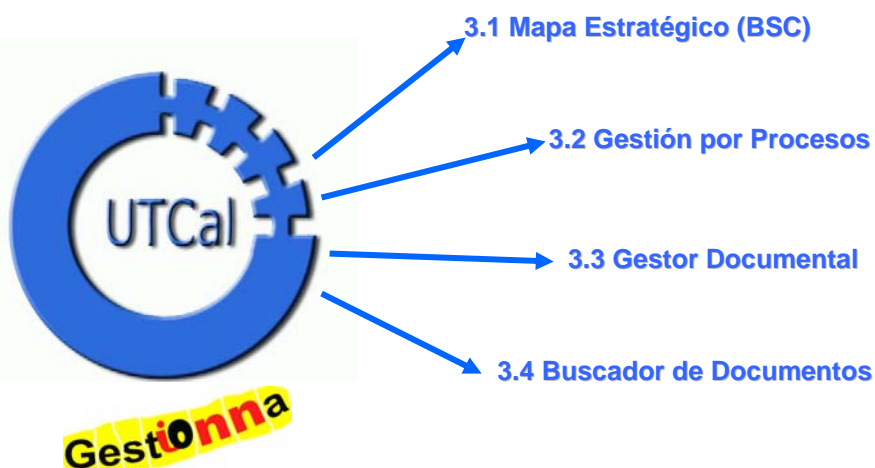 3.1 Mapa Estratégico (BSC)
3.2 Gestión por Procesos
UTCal
3.3 Gestor Documental
3.4 Buscador de Documentos
Gestionna